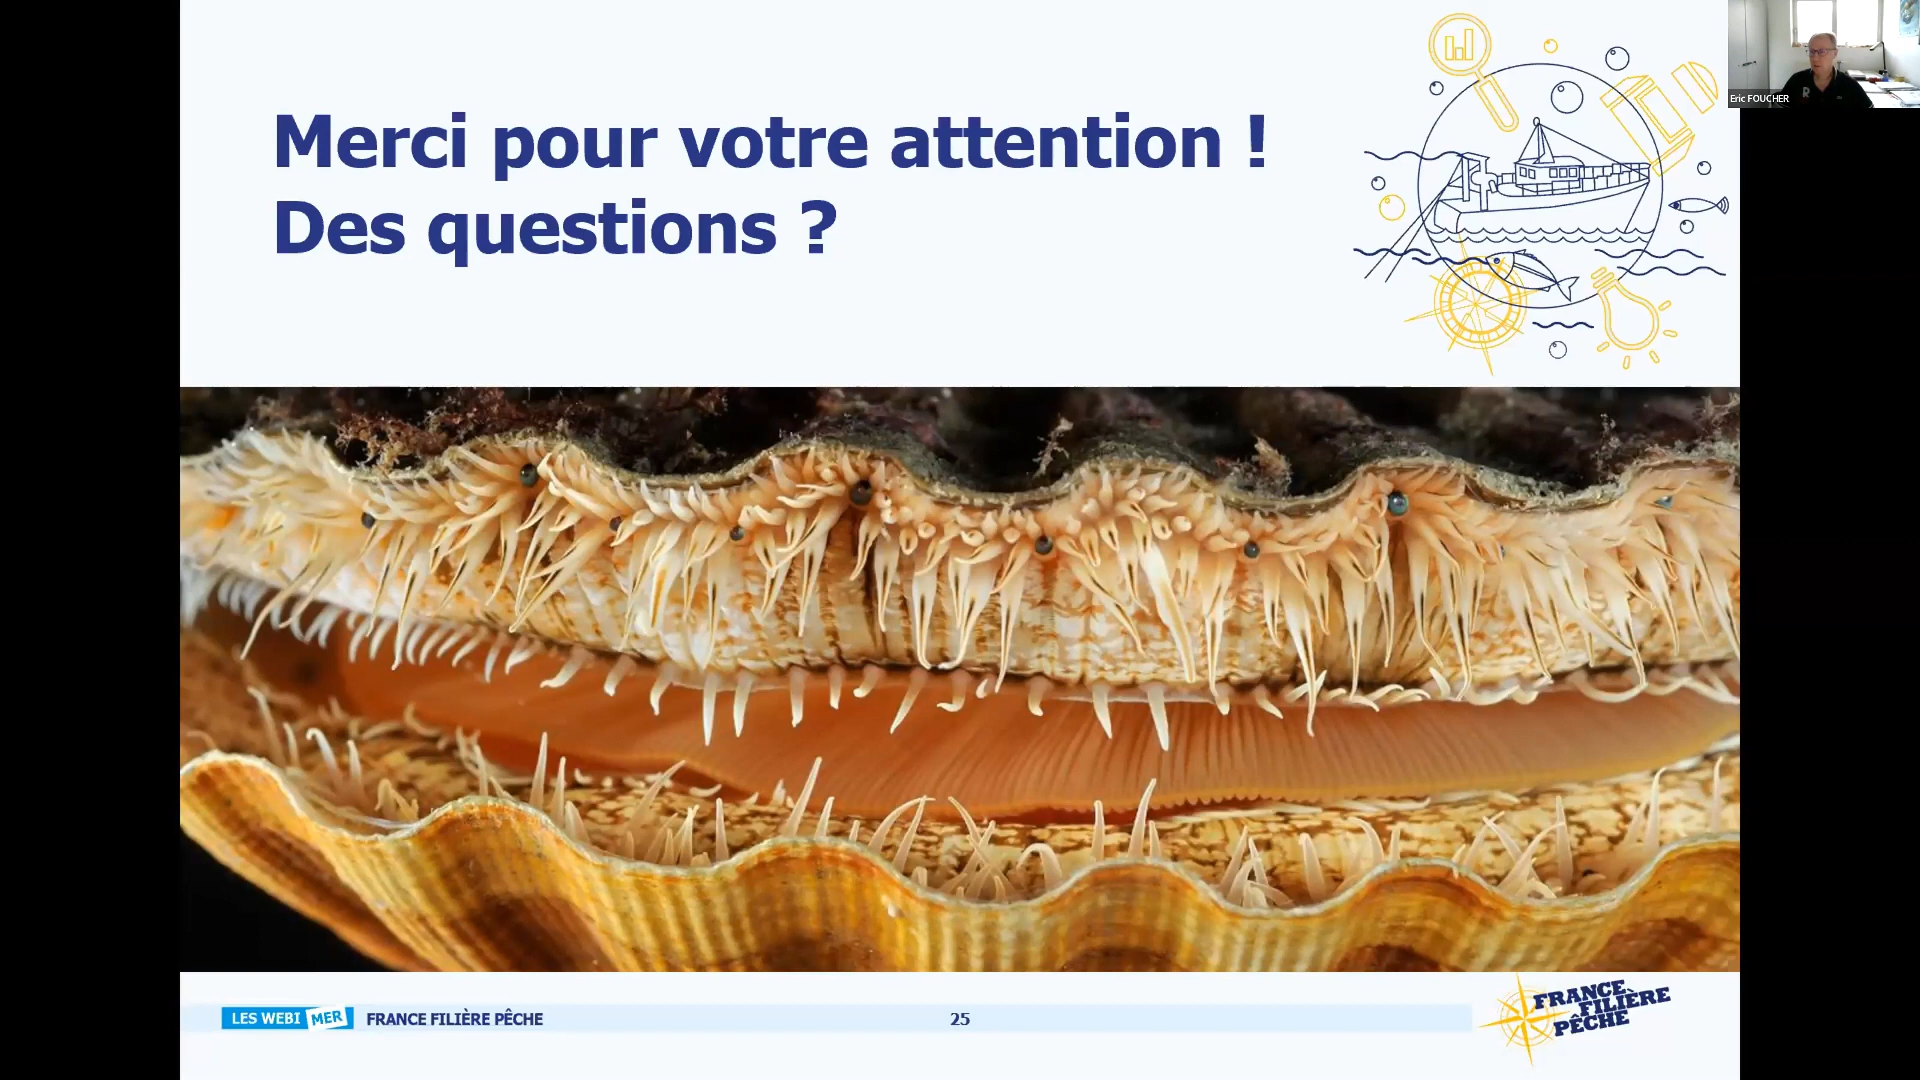 Merci pour votre attention !
Des questions ?
Eric FOUCHER
R
LES WEBI MER FRANCE FILIÈRE PÊCHE
25
FRANCE
FILIÈRE
PÊCHE